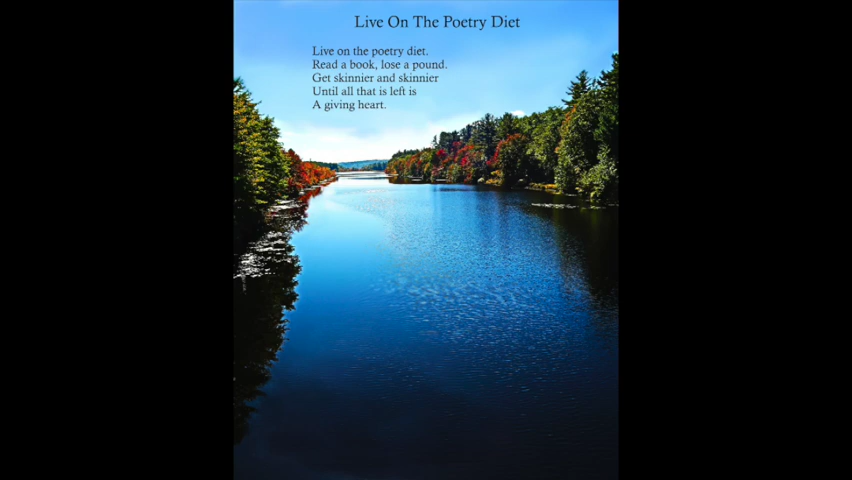 Live On The Poetry Diet
Live on the poetry diet.
Read a book, lose a pound.
Get skinnier and skinnier
Until all that is left is
A giving heart.